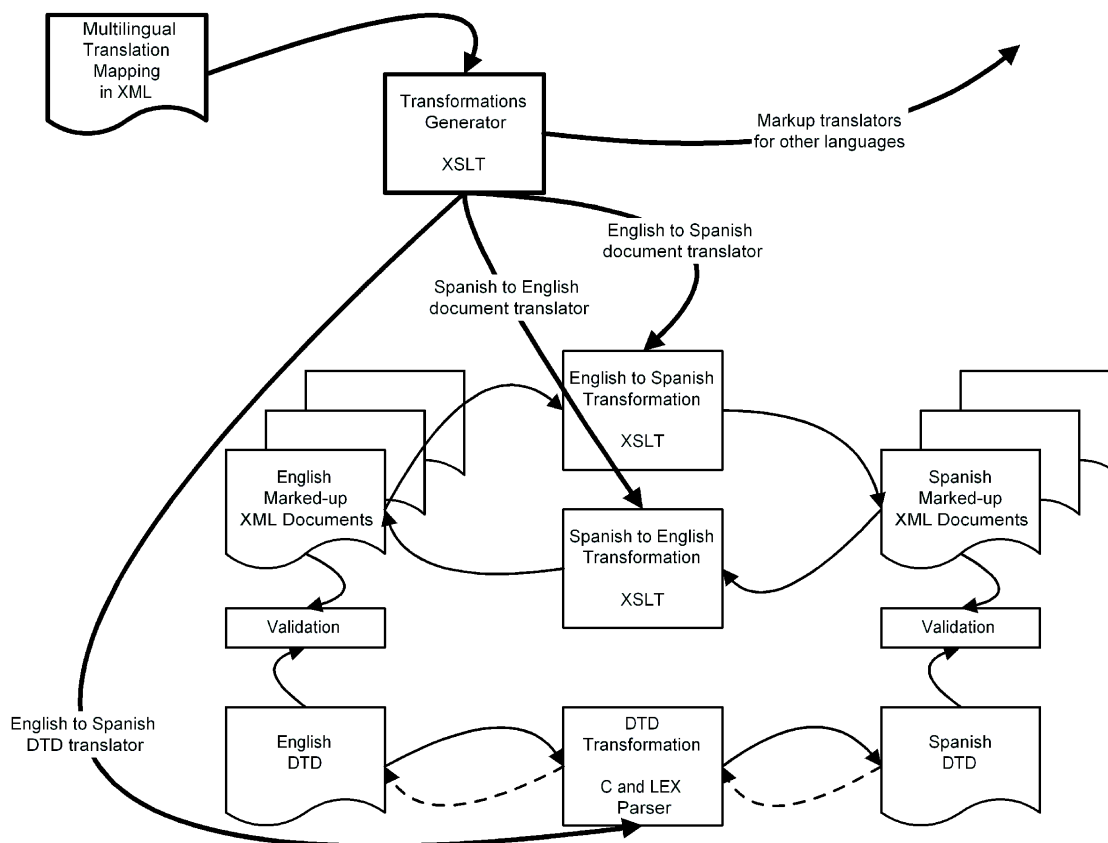 Multilingual
Translation
Mapping
in XML
Transformations
Generator
XSLT
Markup translators
for other languages
English to Spanish
document translator
Spanish to English
document translator
English to Spanish
Transformation
XSLT
English
Marked-up
XML Documents
Spanish
Marked-up
XML Documents
Spanish to English
Transformation
XSLT
Validation
Validation
English to Spanish
DTD translator
English
DTD
DTD
Transformation
C and LEX
Parser
Spanish
DTD